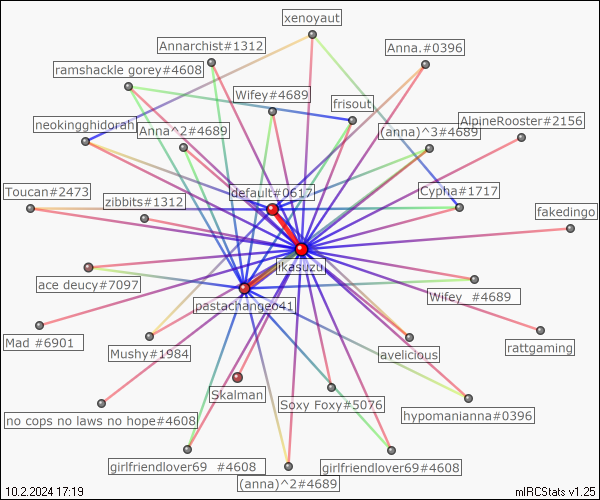 xenoyaut
Annarchist#1312
Anna.#0396
ramshackle gorey#4608
Wifey#4689
frisout
AlpineRooster#2156
neokingghidorah
Anna^2#4689
(anna)^3#4689
Toucan#2473
default#0617
Cypha#1717
zibbits#1312
fakedingo
ikasuzu
ace deucy#7097
pastachangeo41
Wifey  #4689
Mad #6901
Mushy#1984
avelicious
rattgaming
Skalman
Soxy Foxy#5076
hypomanianna#0396
no cops no laws no hope#4608
girlfriendlover69  #4608
girlfriendlover69#4608
(anna)^2#4689
10.2.2024 17:19
mIRCStats v1.25